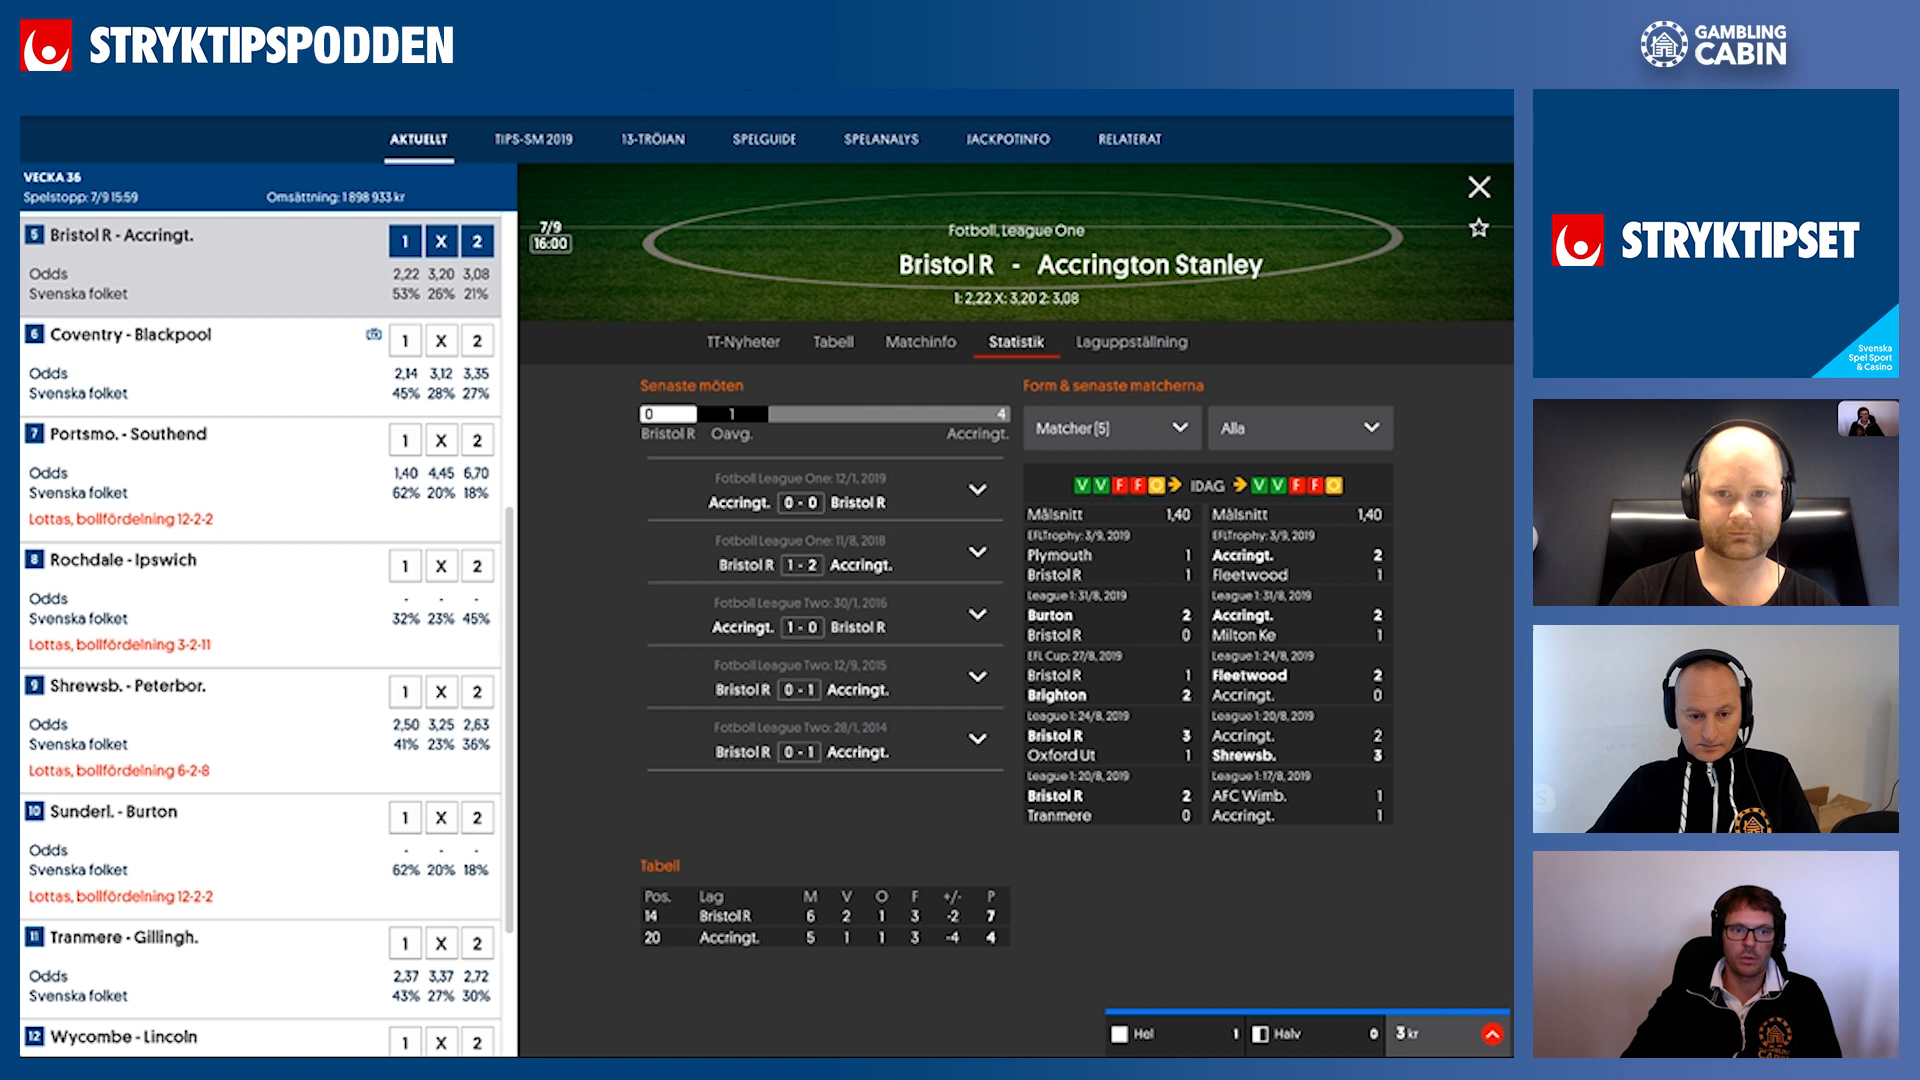 STRYKTIPSPODDEN
GAMBLING
CABIN
AKTUELLT TIPS-SM 2019 13-TRÖJAN SPELGUIDE SPELANALYS JACKPOTINFO RELATERAT
VECKA 36
Spelstopp: 7/9 15:59 Omsättning: 1 898 933 kr
5 Bristol R - Accringt. 1 X 2
Odds 2,22 3,20 3,08
Svenska folket 53% 26% 21%
6 Coventry - Blackpool 1 X 2
Odds 2,14 3,12 3,35
Svenska folket 45% 28% 27%
7 Portsmo. - Southend 1 X 2
Odds 1,40 4,45 6,70
Svenska folket 62% 20% 18%
Lottas, bollfördelning 12-2-2
8 Rochdale - Ipswich 1 X 2
Odds - - -
Svenska folket 32% 23% 45%
Lottas, bollfördelning 3-2-11
9 Shrewsb. - Peterbor. 1 X 2
Odds 2,50 3,25 2,63
Svenska folket 41% 23% 36%
Lottas, bollfördelning 6-2-8
10 Sunderl. - Burton 1 X 2
Odds - - -
Svenska folket 62% 20% 18%
Lottas, bollfördelning 12-2-2
11 Tranmere - Gillingh. 1 X 2
Odds 2,37 3,37 2,72
Svenska folket 43% 27% 30%
12 Wycombe - Lincoln 1 X 2
7/9
16:00
Fotboll, League One
Bristol R - Accrington Stanley
1: 2,22 X: 3,20 2: 3,08
TT-Nyheter Tabell Matchinfo Statistik Laguppställning
Senaste möten
0 1 4
Bristol R Oavg. Accringt.
Fotboll League One: 12/1, 2019
Accringt. 0 - 0 Bristol R
Fotboll League One: 11/8, 2018
Bristol R 1 - 2 Accringt.
Fotboll League Two: 30/1, 2016
Accringt. 1 - 0 Bristol R
Fotboll League Two: 12/9, 2015
Bristol R 0 - 1 Accringt.
Fotboll League Two: 28/1, 2014
Bristol R 0 - 1 Accringt.
Form & senaste matcherna
Matcher (5) Alla
V V F F O IDAG V V F F O
Målsnitt 1,40 Målsnitt 1,40
EFL Trophy: 3/9, 2019 EFL Trophy: 3/9, 2019
Plymouth 1 Accringt. 2
Bristol R 1 Fleetwood 1
League 1: 31/8, 2019 League 1: 31/8, 2019
Burton 2 Accringt. 2
Bristol R 0 Milton Ke 1
EFL Cup: 27/8, 2019 League 1: 24/8, 2019
Bristol R 1 Fleetwood 2
Brighton 2 Accringt. 0
League 1: 24/8, 2019 League 1: 20/8, 2019
Bristol R 3 Accringt. 2
Oxford Ut 1 Shrewsb. 3
League 1: 20/8, 2019 League 1: 17/8, 2019
Bristol R 2 AFC Wimb. 1
Tranmere 0 Accringt. 1
Tabell
Pos. Lag M V O F +/- P
14 Bristol R 6 2 1 3 -2 7
20 Accringt. 5 1 1 3 -4 4
Hel 1 Halv 0 3 kr
STRYKTIPSET
Svenska
Spel Sport
& Casino